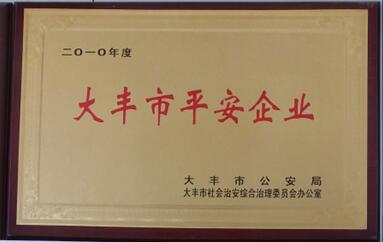 二〇一〇年度
大丰市平安企业
大丰市公安局
大丰市社会治安综合治理委员会办公室